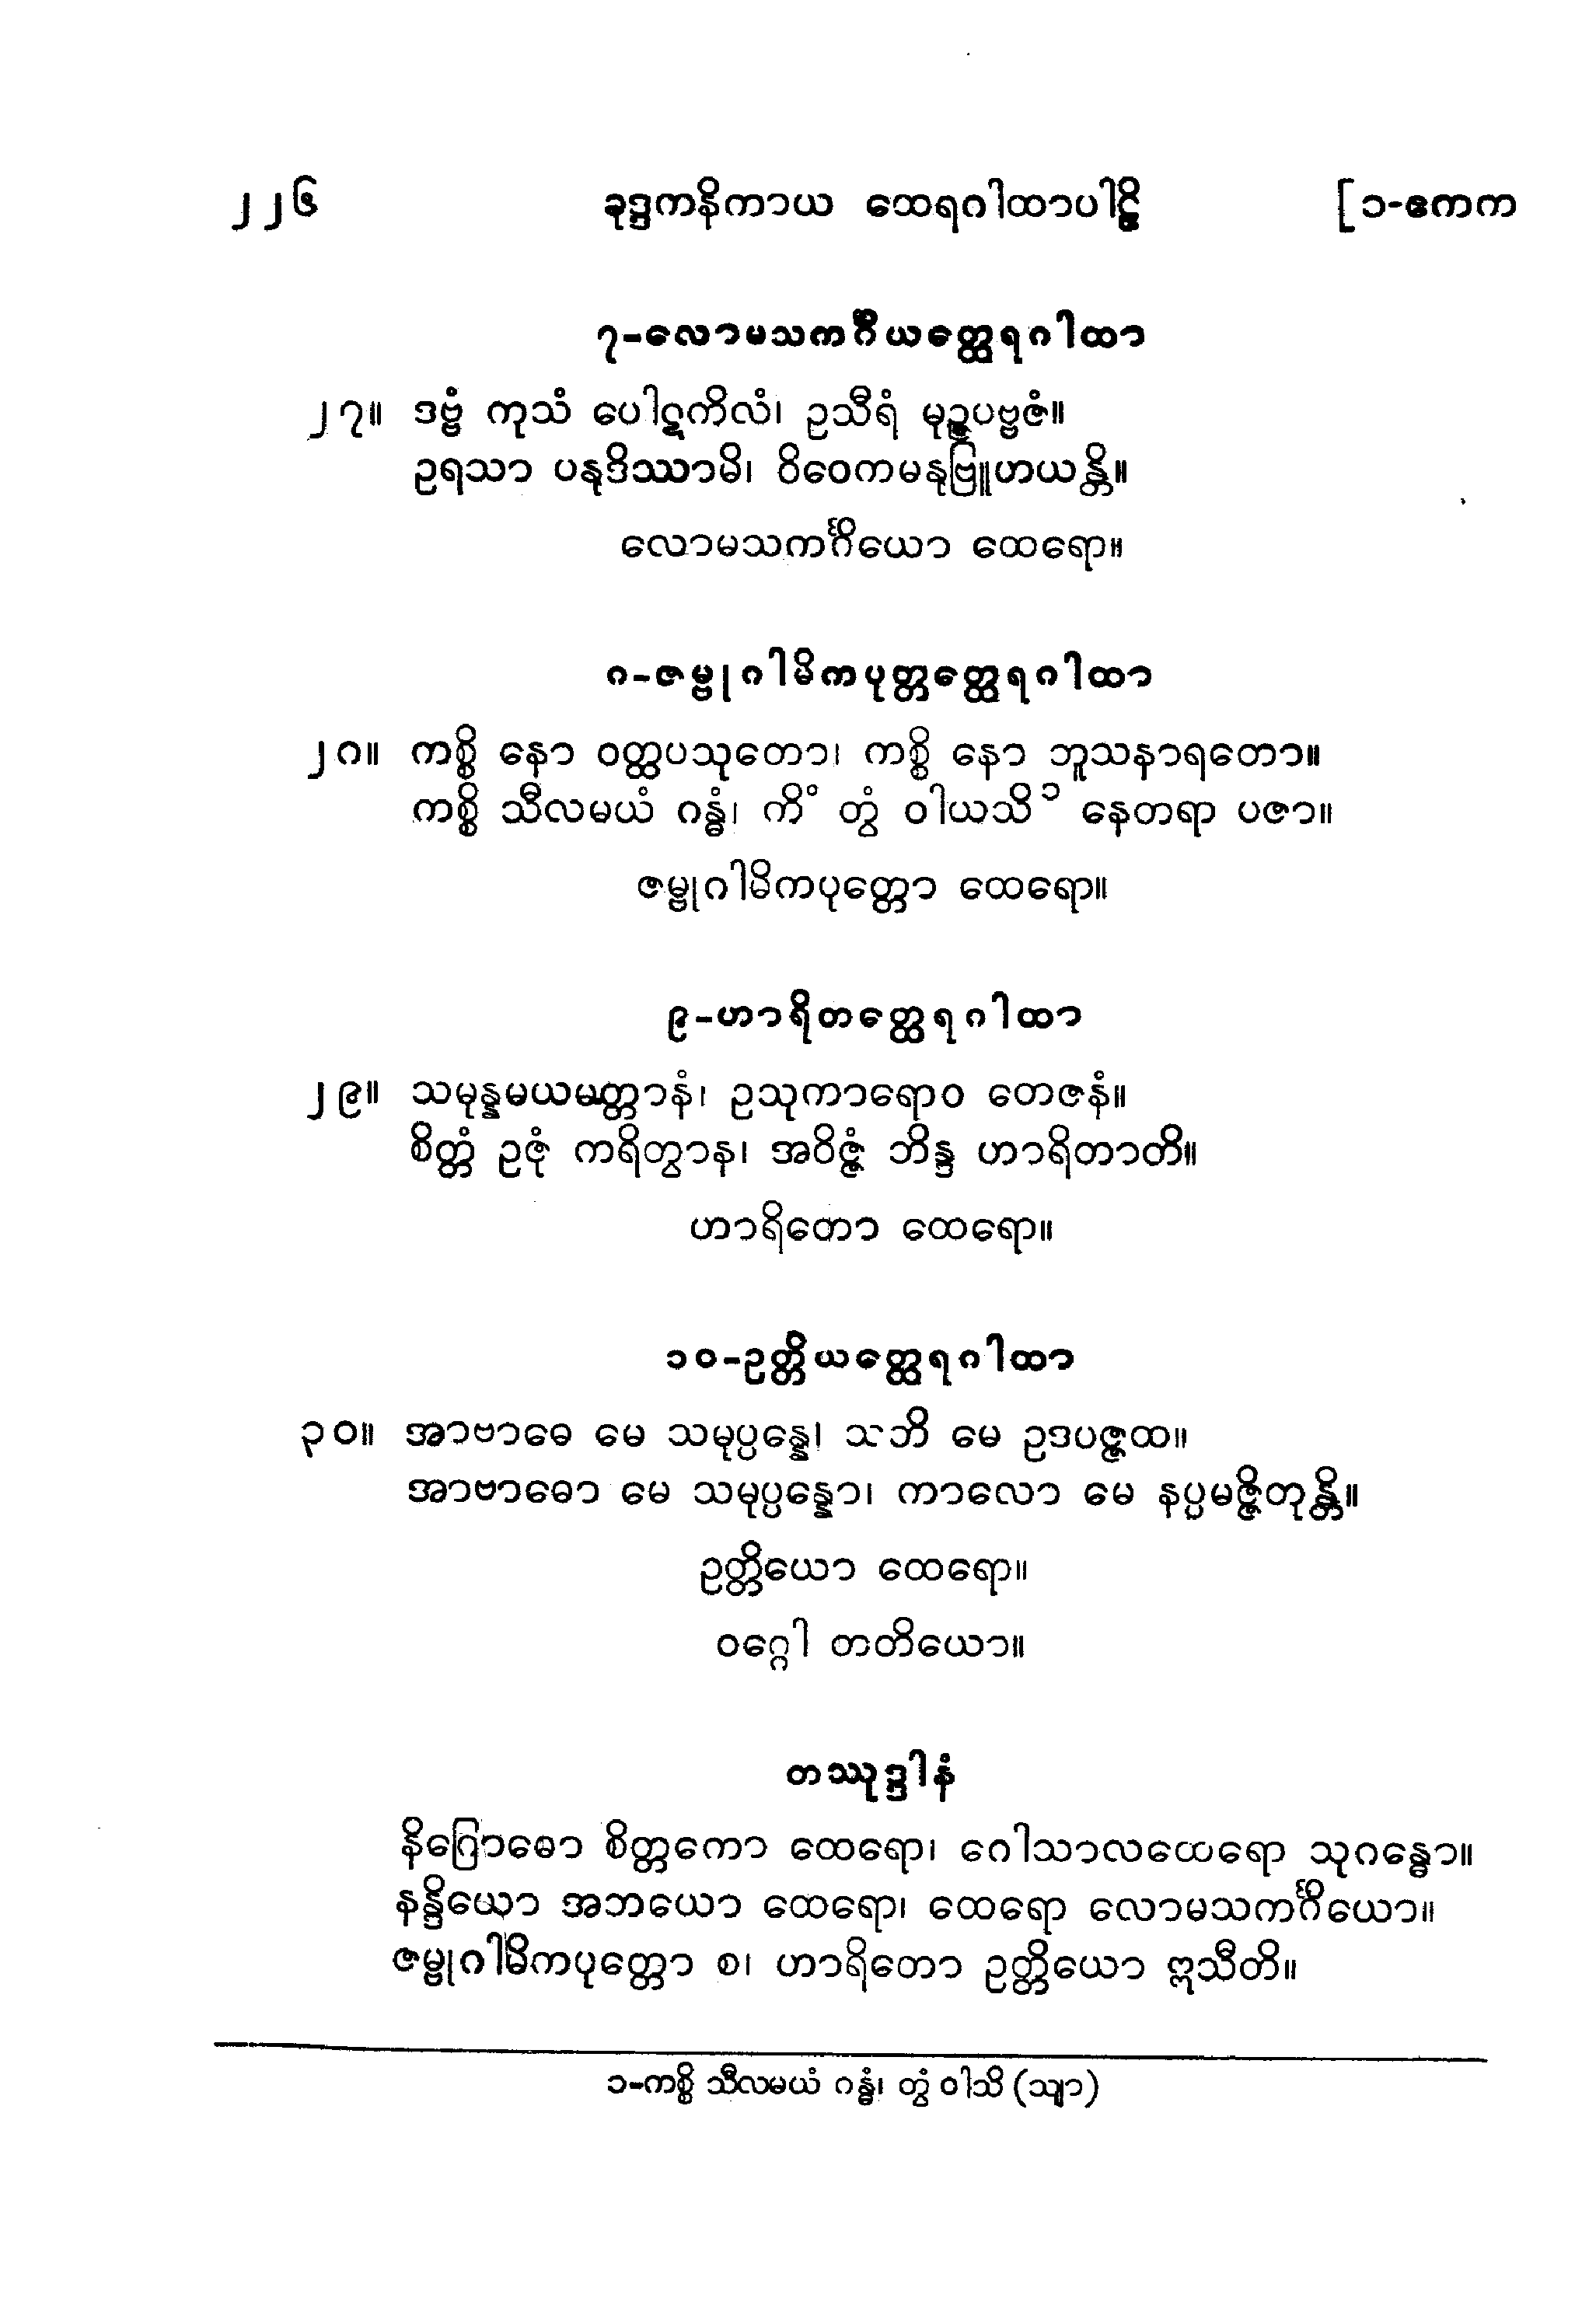 ၂၂၆ ခုဒ္ဒကနိကာယ ထေရဂါထာပါဠိ [၁-ဧကက
၇-လောမသကင်္ဂိယတ္ထေရဂါထာ
၂၇။ ဒဗ္ဗံ ကုသံ ပေါဋကိလံ၊ ဥသီရံ မုဉ္ဇပဗ္ဗဇံ။
ဥရသာ ပနုဒိဿာမိ၊ ဝိဝေကမနုဗြူဟယန္တိ။
လောမသကင်္ဂိယော ထေရော။
၈-ဇမ္ဗုဂါမိကပုတ္တတ္ထေရဂါထာ
၂၈။ ကစ္စိ နော ဝတ္ထပသုတော၊ ကစ္စိ နော ဘူသနာရတော။
ကစ္စိ သီလမယံ ဂန္ဓံ၊ ကိံ တွံ ဝါယသိ ၁ နေတရာ ပဇာ။
ဇမ္ဗုဂါမိကပုတ္တော ထေရော။
၉-ဟာရိတတ္ထေရဂါထာ
၂၉။ သမုန္နမယမတ္တာနံ၊ ဥသုကာရောဝ တေဇနံ။
စိတ္တံ ဥဇုံ ကရိတွာန၊ အဝိဇ္ဇံ ဘိန္ဒ ဟာရိတာတိ။
ဟာရိတော ထေရော။
၁၀-ဥတ္တိယတ္ထေရဂါထာ
၃၀။ အာဗာဓေ မေ သမုပ္ပန္နေ၊ သတိ မေ ဥဒပဇ္ဇထ။
အာဗာဓော မေ သမုပ္ပန္နော၊ ကာလော မေ နပ္ပမဇ္ဇိတုန္တိ။
ဥတ္တိယော ထေရော။
ဝဂ္ဂေါ တတိယော။
တဿုဒ္ဒါနံ
နိဂြောဓော စိတ္တကော ထေရော၊ ဂေါသာလထေရော သုဂန္ဓော။
နန္ဒိယော အဘယော ထေရော၊ ထေရော လောမသကင်္ဂိယော။
ဇမ္ဗုဂါမိကပုတ္တော စ၊ ဟာရိတော ဥတ္တိယော ဣသီတိ။
၁-ကစ္စိ သီလမယံ ဂန္ဓံ၊ တွံ ဝါသိ (သျာ)